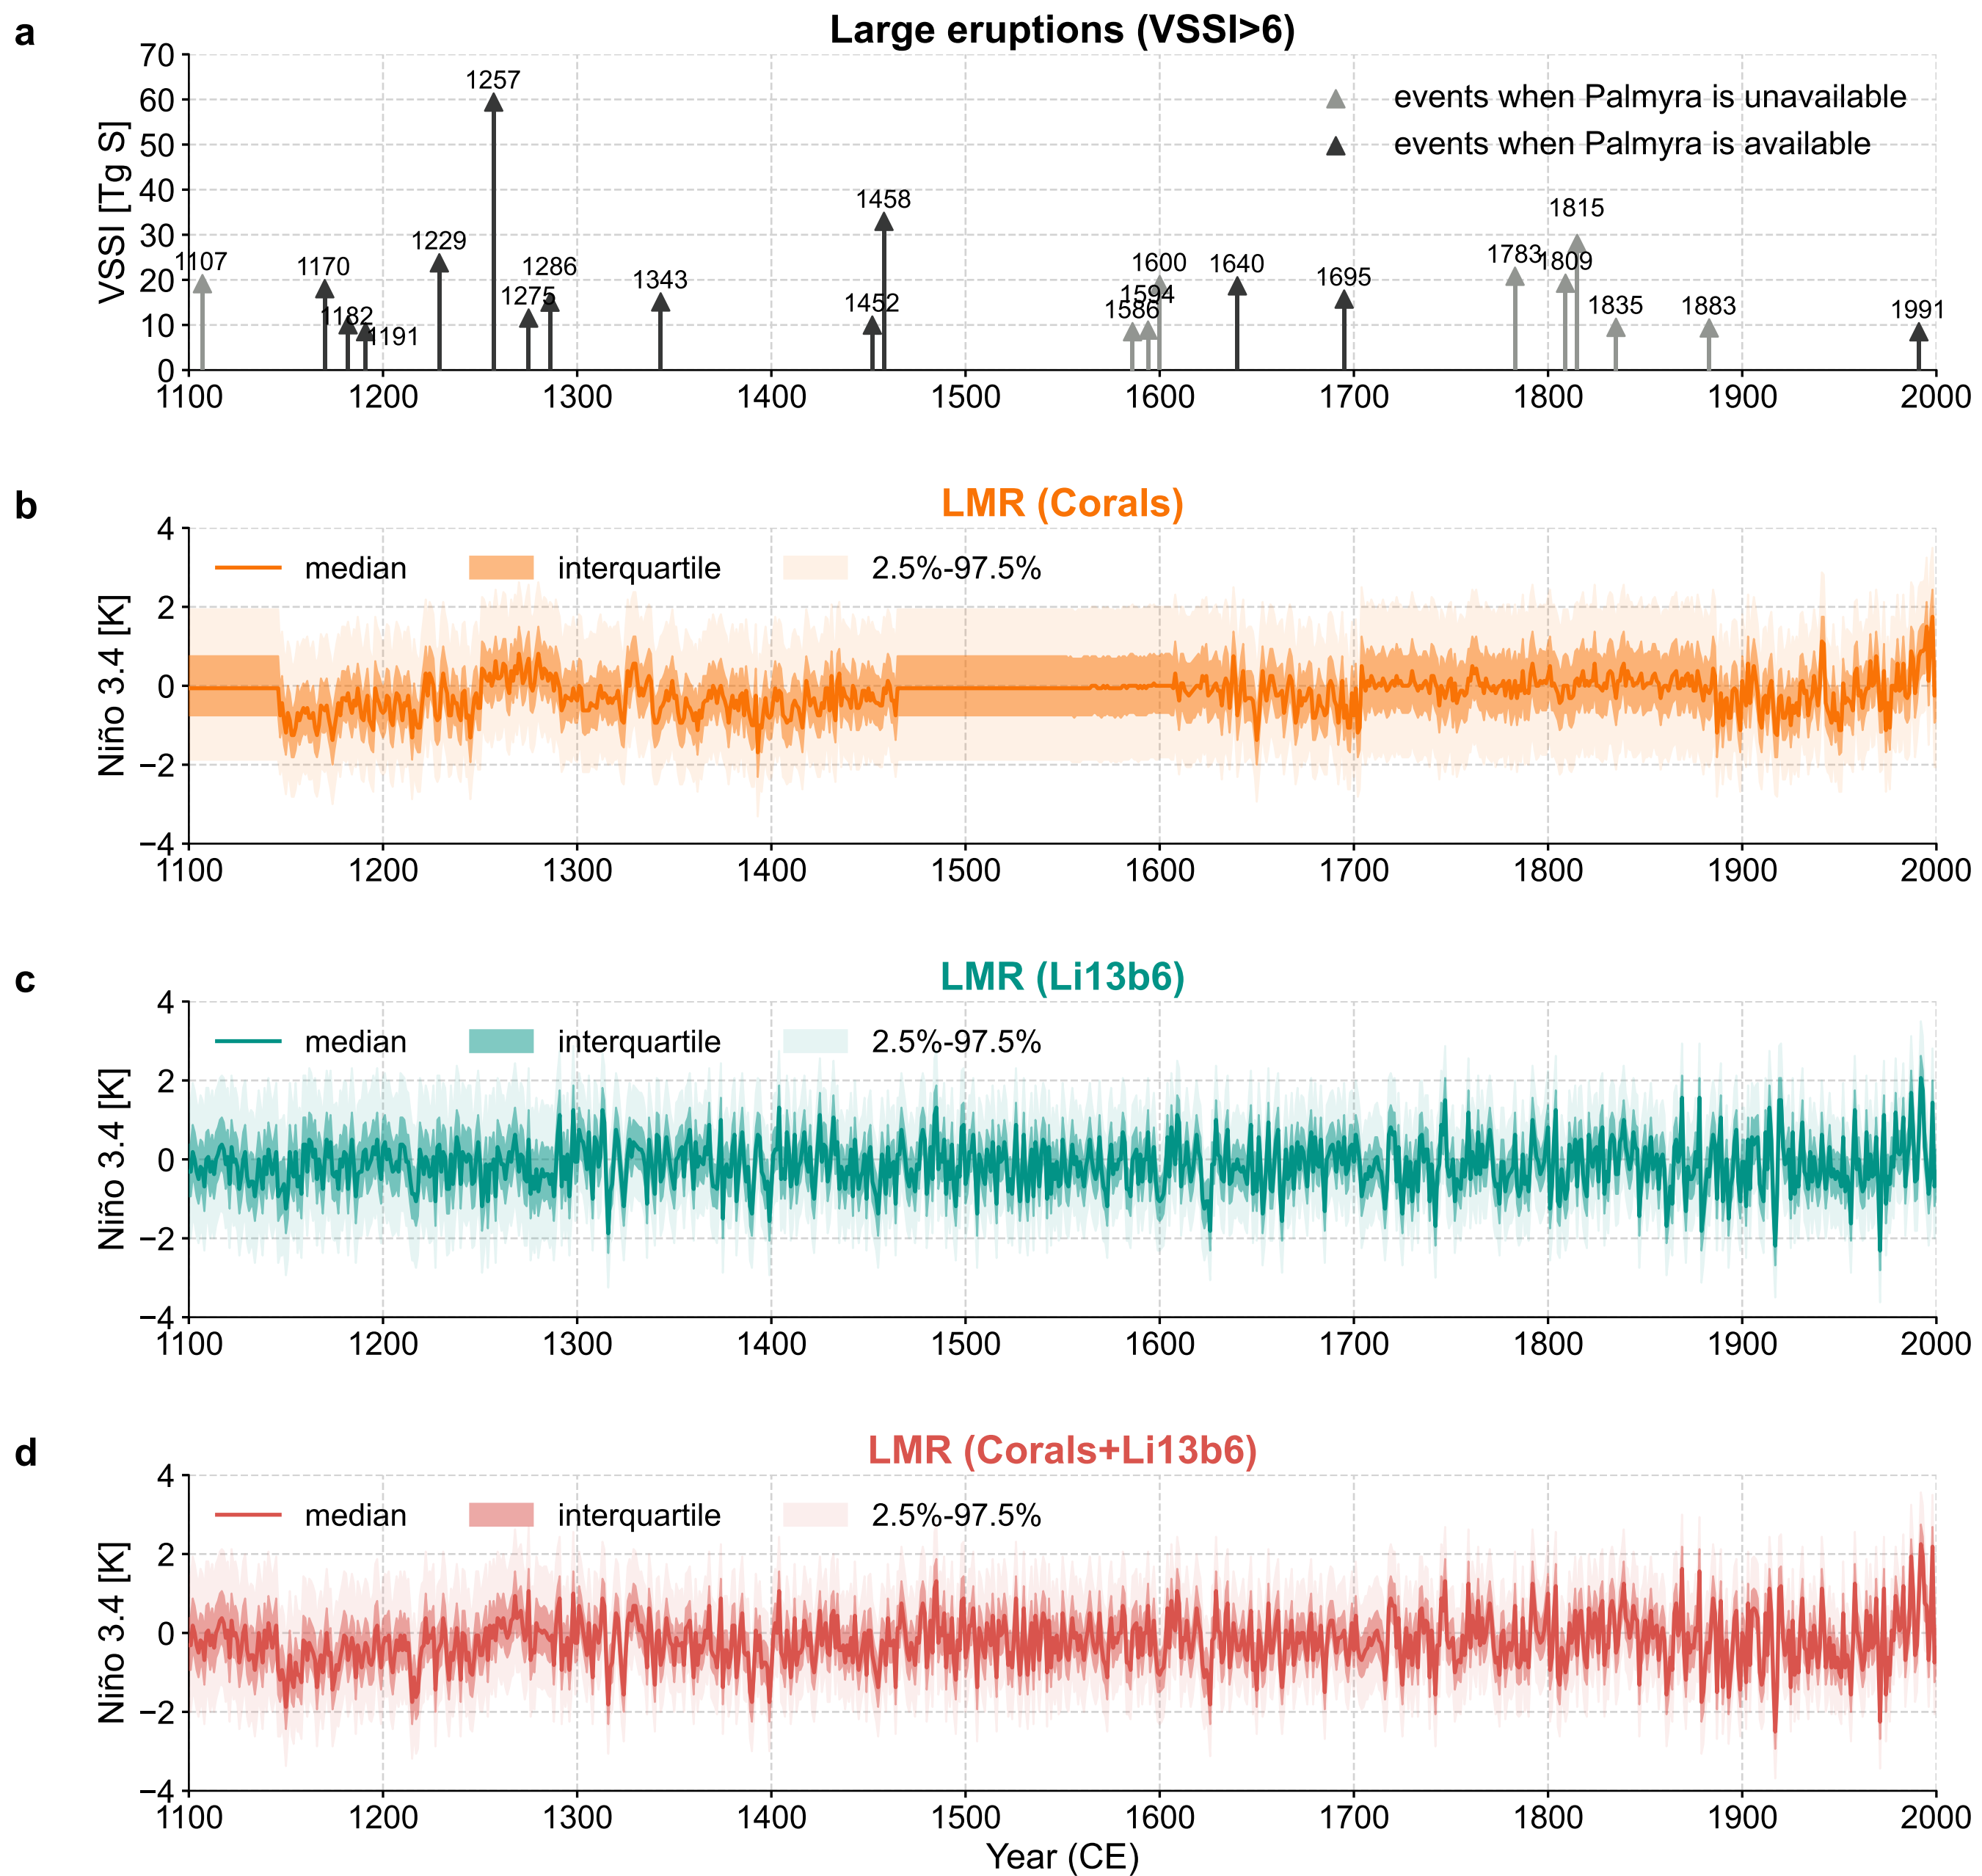 a
Large eruptions (VSSI>6)
VSSI [Tg S]
70
60
50
40
30
20
10
0
events when Palmyra is unavailable
events when Palmyra is available
1107
1170
1182
1191
1229
1257
1275
1286
1343
1452
1458
1586
1594
1600
1640
1695
1783
1809
1815
1835
1883
1991
1100 1200 1300 1400 1500 1600 1700 1800 1900 2000
b
LMR (Corals)
Niño 3.4 [K]
4
2
0
−2
−4
median interquartile 2.5%-97.5%
1100 1200 1300 1400 1500 1600 1700 1800 1900 2000
c
LMR (Li13b6)
Niño 3.4 [K]
4
2
0
−2
−4
median interquartile 2.5%-97.5%
1100 1200 1300 1400 1500 1600 1700 1800 1900 2000
d
LMR (Corals+Li13b6)
Niño 3.4 [K]
4
2
0
−2
−4
median interquartile 2.5%-97.5%
1100 1200 1300 1400 1500 1600 1700 1800 1900 2000
Year (CE)